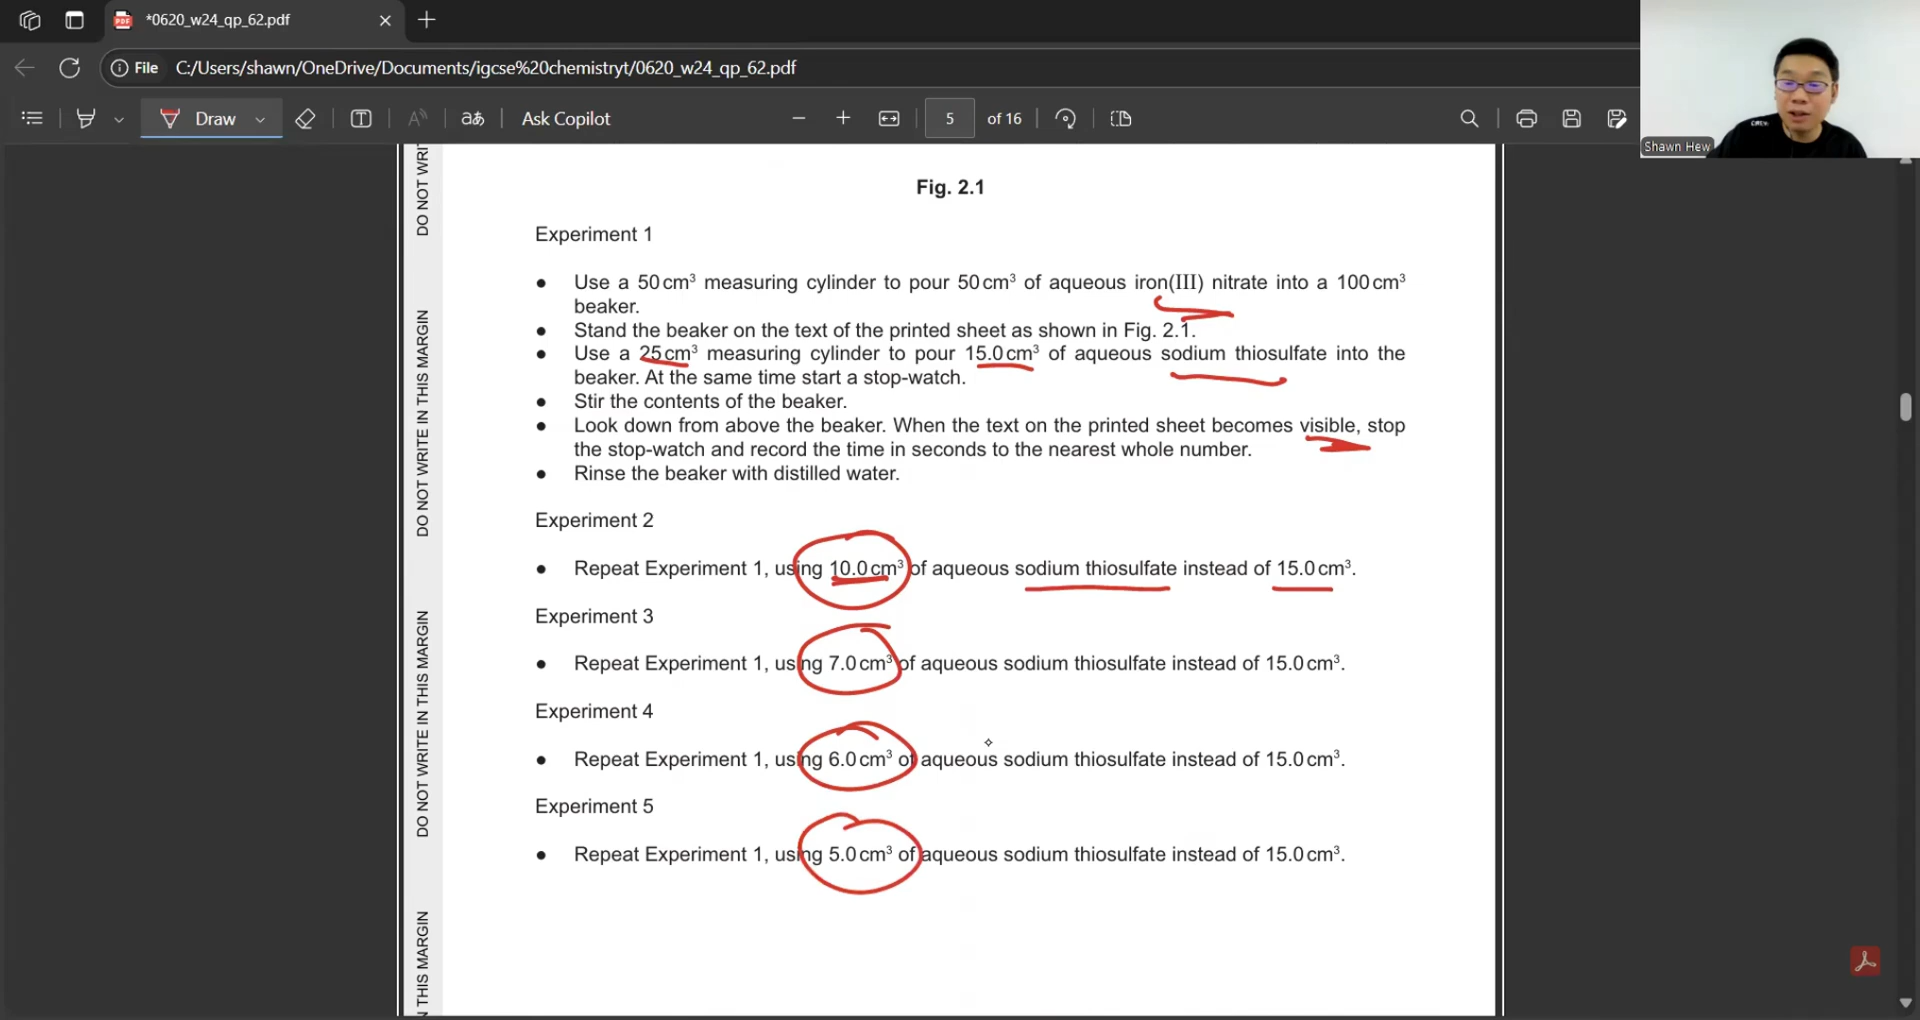 *0620_w24_qp_62.pdf
File C:/Users/shawn/OneDrive/Documents/igcse%20chemistryt/0620_w24_qp_62.pdf
Draw
aあ
Ask Copilot
5 of 16
Shawn Hew
DO NOT WRI
Fig. 2.1
Experiment 1
● Use a 50 cm³ measuring cylinder to pour 50 cm³ of aqueous iron(III) nitrate into a 100 cm³
beaker.
● Stand the beaker on the text of the printed sheet as shown in Fig. 2.1.
● Use a 25 cm³ measuring cylinder to pour 15.0 cm³ of aqueous sodium thiosulfate into the
beaker. At the same time start a stop-watch.
● Stir the contents of the beaker.
● Look down from above the beaker. When the text on the printed sheet becomes visible, stop
the stop-watch and record the time in seconds to the nearest whole number.
● Rinse the beaker with distilled water.
DO NOT WRITE IN THIS MARGIN
Experiment 2
● Repeat Experiment 1, using 10.0 cm³ of aqueous sodium thiosulfate instead of 15.0 cm³.
Experiment 3
● Repeat Experiment 1, using 7.0 cm³ of aqueous sodium thiosulfate instead of 15.0 cm³.
DO NOT WRITE IN THIS MARGIN
Experiment 4
● Repeat Experiment 1, using 6.0 cm³ of aqueous sodium thiosulfate instead of 15.0 cm³.
Experiment 5
● Repeat Experiment 1, using 5.0 cm³ of aqueous sodium thiosulfate instead of 15.0 cm³.
THIS MARGIN